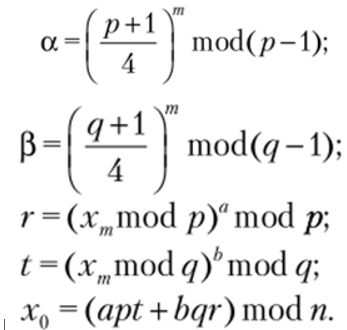 α = ((p+1)/4)^m mod(p−1);
β = ((q+1)/4)^m mod(q−1);
r = (x_m mod p)^a mod p;
t = (x_m mod q)^b mod q;
x_0 = (apt + bqr) mod n.